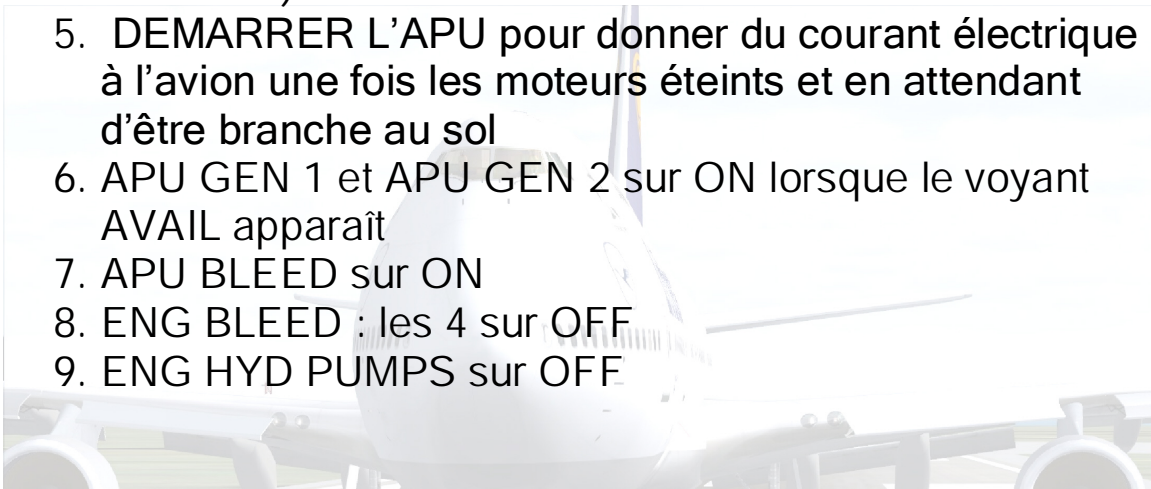 5. DEMARRER L’APU pour donner du courant électrique
à l’avion une fois les moteurs éteints et en attendant
d’être branche au sol
6. APU GEN 1 et APU GEN 2 sur ON lorsque le voyant
AVAIL apparaît
7. APU BLEED sur ON
8. ENG BLEED : les 4 sur OFF
9. ENG HYD PUMPS sur OFF